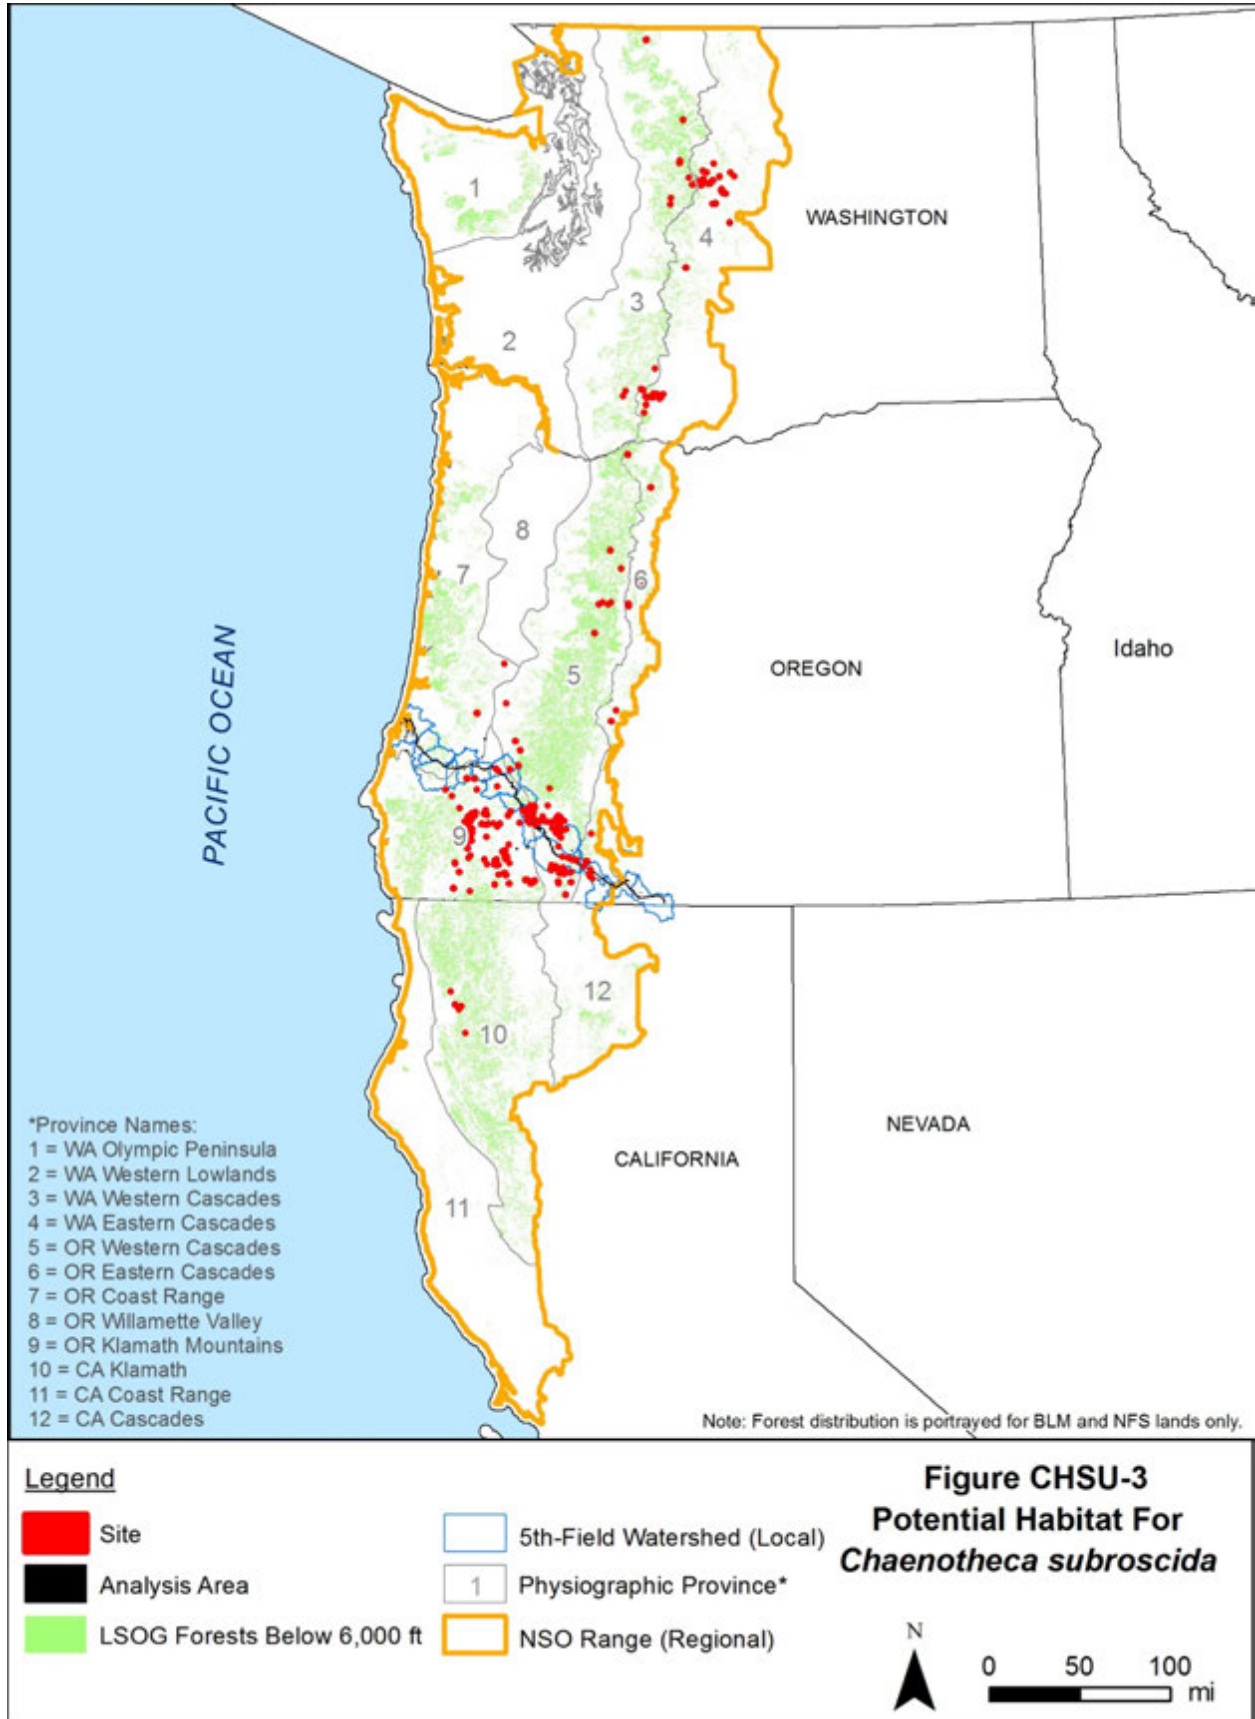 1
2
3
4
WASHINGTON
5
6
7
8
OREGON
Idaho
PACIFIC OCEAN
9
10
11
12
NEVADA
CALIFORNIA
*Province Names:
1 = WA Olympic Peninsula
2 = WA Western Lowlands
3 = WA Western Cascades
4 = WA Eastern Cascades
5 = OR Western Cascades
6 = OR Eastern Cascades
7 = OR Coast Range
8 = OR Willamette Valley
9 = OR Klamath Mountains
10 = CA Klamath
11 = CA Coast Range
12 = CA Cascades
Note: Forest distribution is portrayed for BLM and NFS lands only.
Legend
Site
Analysis Area
LSOG Forests Below 6,000 ft
5th-Field Watershed (Local)
1 Physiographic Province*
NSO Range (Regional)
Figure CHSU-3
Potential Habitat For
Chaenotheca subroscida
N
0 50 100
mi